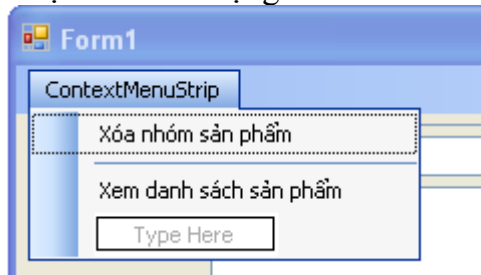 Form1
ContextMenuStrip
Xóa nhóm sản phẩm
Xem danh sách sản phẩm
Type Here